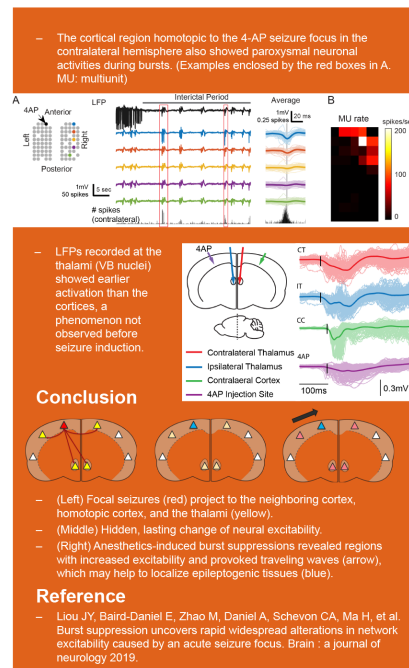 – The cortical region homotopic to the 4-AP seizure focus in the
contralateral hemisphere also showed paroxysmal neuronal
activities during bursts. (Examples enclosed by the red boxes in A.
MU: multiunit)
A
4AP
Anterior
Left
Right
Posterior
LFP
Interictal Period
1mV
50 spikes
5 sec
# spikes
(contralateral)
Average
1mV
0.25 spikes
20 ms
B
MU rate
spikes/sec
200
100
0
– LFPs recorded at the
thalami (VB nuclei)
showed earlier
activation than the
cortices, a
phenomenon not
observed before
seizure induction.
4AP
Contralateral Thalamus
Ipsilateral Thalamus
Contralaeral Cortex
4AP Injection Site
CT
IT
CC
4AP
100ms
0.3mV
Conclusion
– (Left) Focal seizures (red) project to the neighboring cortex,
homotopic cortex, and the thalami (yellow).
– (Middle) Hidden, lasting change of neural excitability.
– (Right) Anesthetics-induced burst suppressions revealed regions
with increased excitability and provoked traveling waves (arrow),
which may help to localize epileptogenic tissues (blue).
Reference
– Liou JY, Baird-Daniel E, Zhao M, Daniel A, Schevon CA, Ma H, et al.
Burst suppression uncovers rapid widespread alterations in network
excitability caused by an acute seizure focus. Brain : a journal of
neurology 2019.